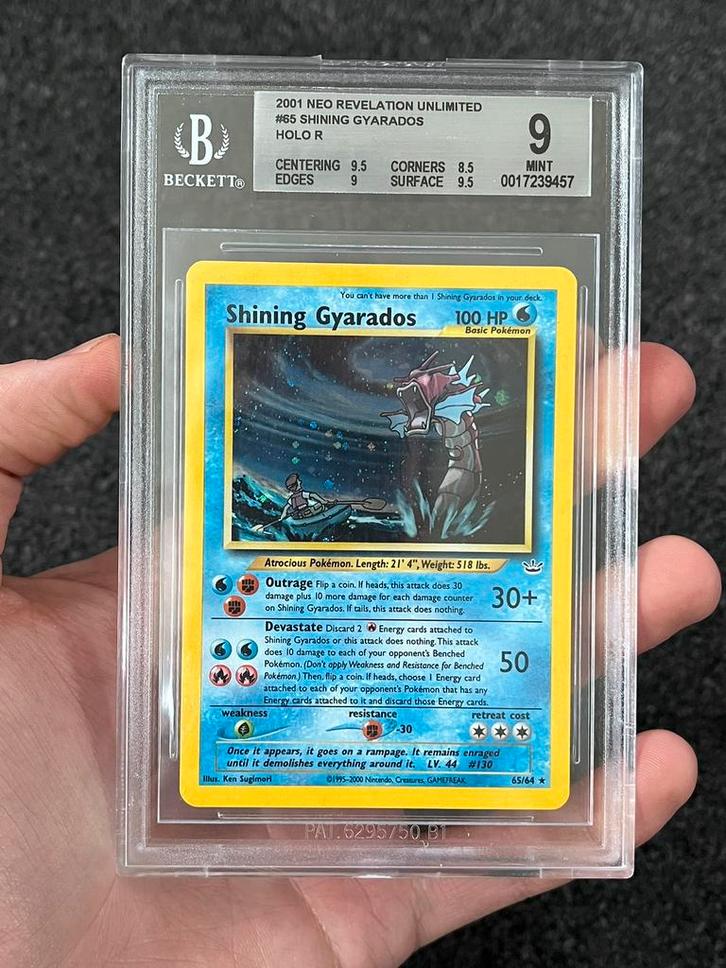 2001 NEO REVELATION UNLIMITED
#65 SHINING GYARADOS
HOLO R
B
BECKETT®
CENTERING 9.5 CORNERS 8.5
EDGES 9 SURFACE 9.5
9
MINT
0017239457
You can't have more than 1 Shining Gyarados in your deck.
Shining Gyarados 100 HP
Basic Pokémon
Atrocious Pokémon. Length: 21' 4", Weight: 518 lbs.
Outrage Flip a coin. If heads, this attack does 30
damage plus 10 more damage for each damage counter
on Shining Gyarados. If tails, this attack does nothing.
30+
Devastate Discard 2 Energy cards attached to
Shining Gyarados or this attack does nothing. This attack
does 10 damage to each of your opponent's Benched
Pokémon. (Don't apply Weakness and Resistance for Benched
Pokémon.) Then, flip a coin. If heads, choose 1 Energy card
attached to each of your opponent's Pokémon that has any
Energy cards attached to it and discard those Energy cards.
50
weakness resistance retreat cost
-30
Once it appears, it goes on a rampage. It remains enraged
until it demolishes everything around. LV. 44 #130
Illus. Ken Sugimori ©1995-2000 Nintendo, Creatures, GAMEFREAK. 65/64 ★
PAT. 6295750 B1